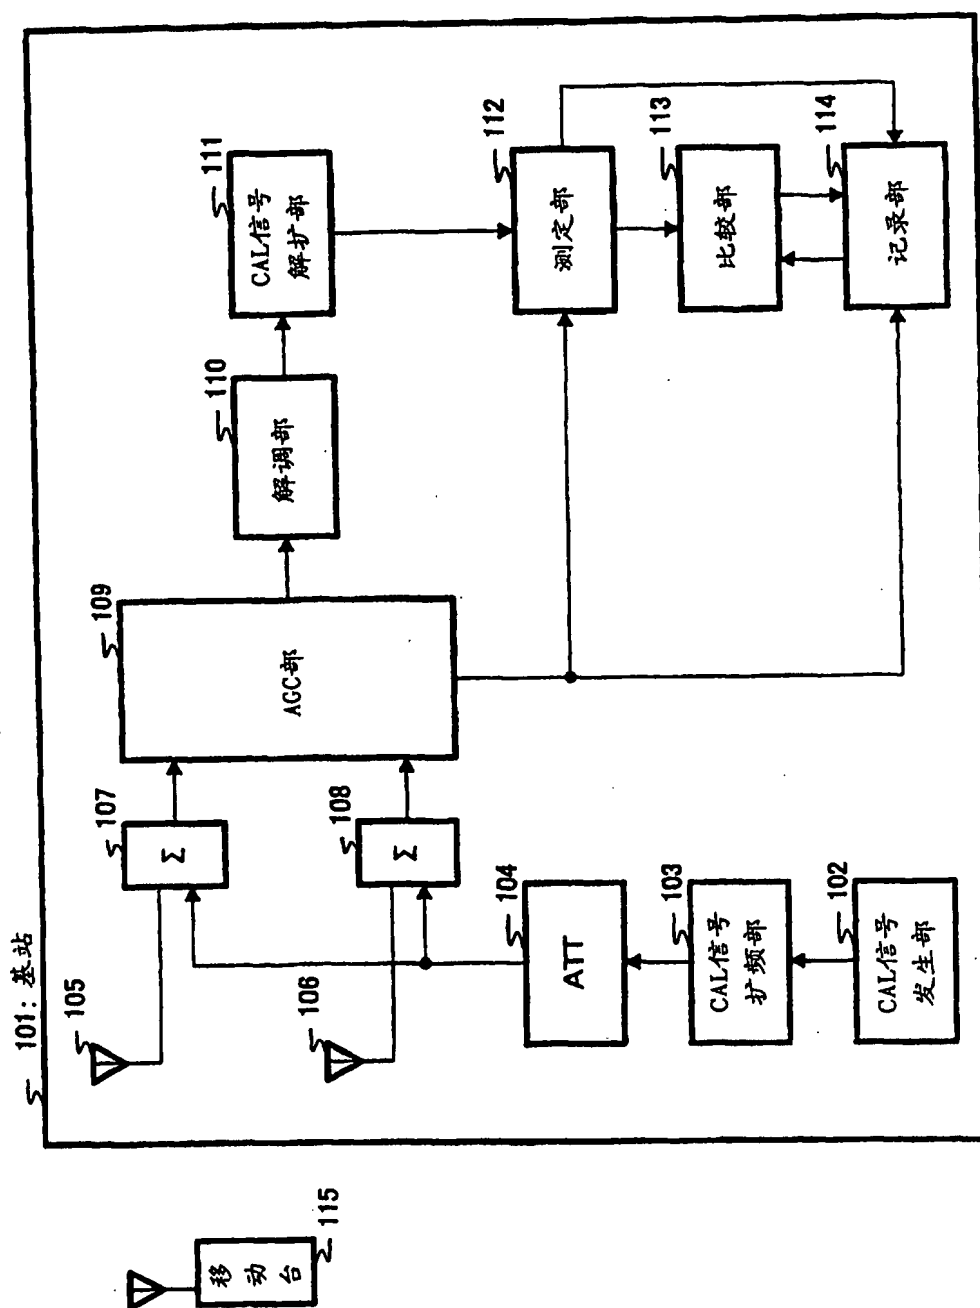 101: 基站
105
106
107
Σ
108
Σ
109
AGC部
110
解调部
111
CAL信号
解扩部
112
测定部
113
比较部
114
记录部
104
ATT
103
CAL信号
扩频部
102
CAL信号
发生部
移动台
115